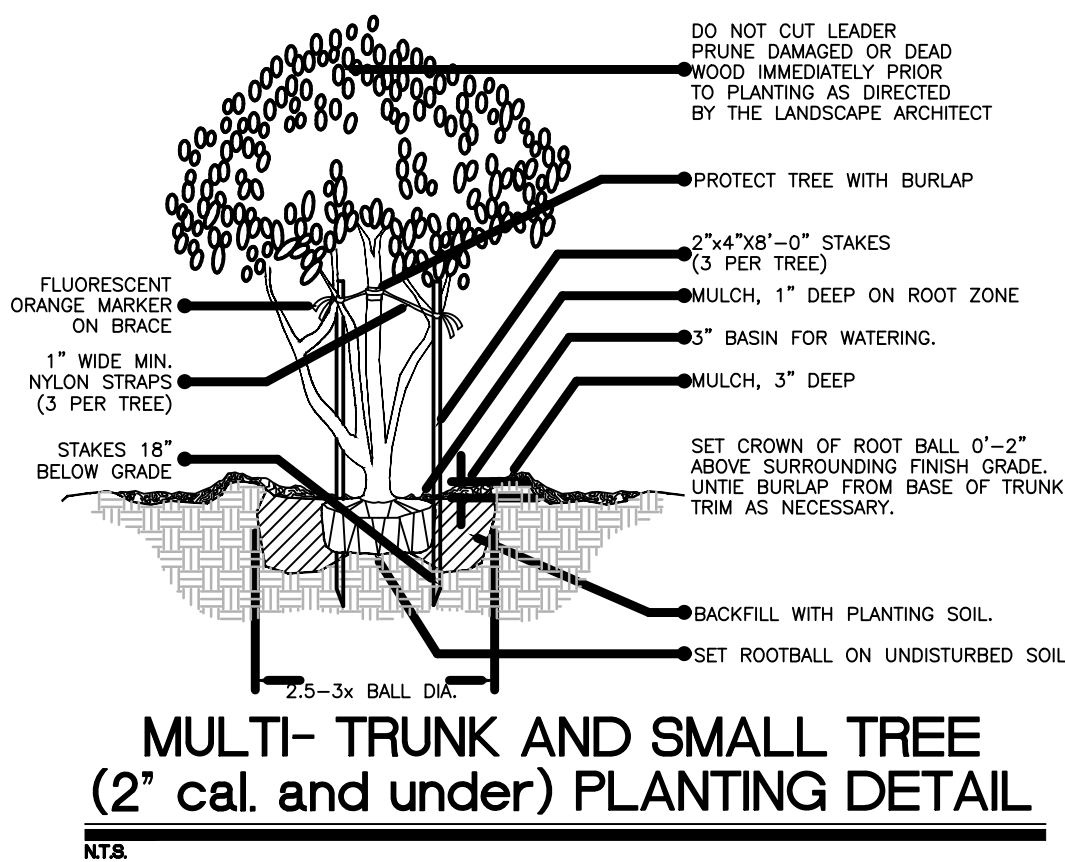 DO NOT CUT LEADER
PRUNE DAMAGED OR DEAD
WOOD IMMEDIATELY PRIOR
TO PLANTING AS DIRECTED
BY THE LANDSCAPE ARCHITECT
PROTECT TREE WITH BURLAP
2"x4"X8'-0" STAKES
(3 PER TREE)
MULCH, 1" DEEP ON ROOT ZONE
3" BASIN FOR WATERING.
MULCH, 3" DEEP
SET CROWN OF ROOT BALL 0'-2"
ABOVE SURROUNDING FINISH GRADE.
UNTIE BURLAP FROM BASE OF TRUNK
TRIM AS NECESSARY.
BACKFILL WITH PLANTING SOIL.
SET ROOTBALL ON UNDISTURBED SOIL
FLUORESCENT
ORANGE MARKER
ON BRACE
1" WIDE MIN.
NYLON STRAPS
(3 PER TREE)
STAKES 18"
BELOW GRADE
2.5-3x BALL DIA.
MULTI- TRUNK AND SMALL TREE
(2" cal. and under) PLANTING DETAIL
N.T.S.